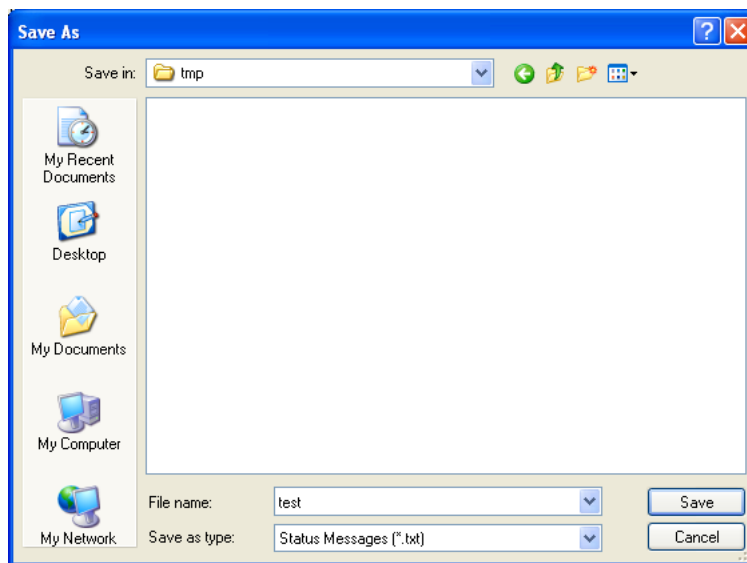 Save As
Save in:
tmp
My Recent
Documents
Desktop
My Documents
My Computer
My Network
File name:
test
Save
Save as type:
Status Messages (*.txt)
Cancel